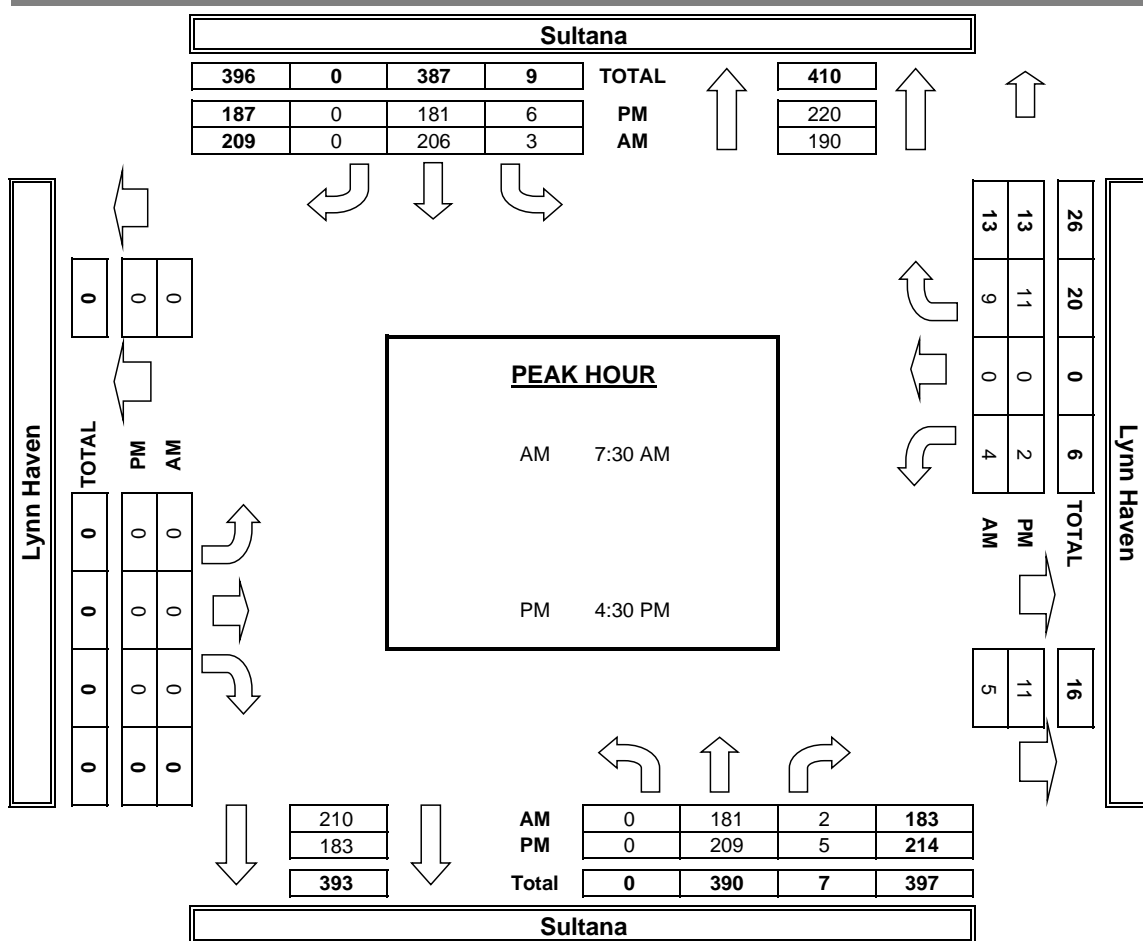 Sultana
396 0 387 9 TOTAL 410
187 0 181 6 PM 220
209 0 206 3 AM 190
Lynn Haven
0 0 0
TOTAL PM AM
0 0 0
0 0 0
0 0 0
0 0 0
PEAK HOUR
AM 7:30 AM
PM 4:30 PM
26 20 0 6 TOTAL 16
13 11 0 2 PM 11
13 9 0 4 AM 5
Lynn Haven
210 AM 0 181 2 183
183 PM 0 209 5 214
393 Total 0 390 7 397
Sultana